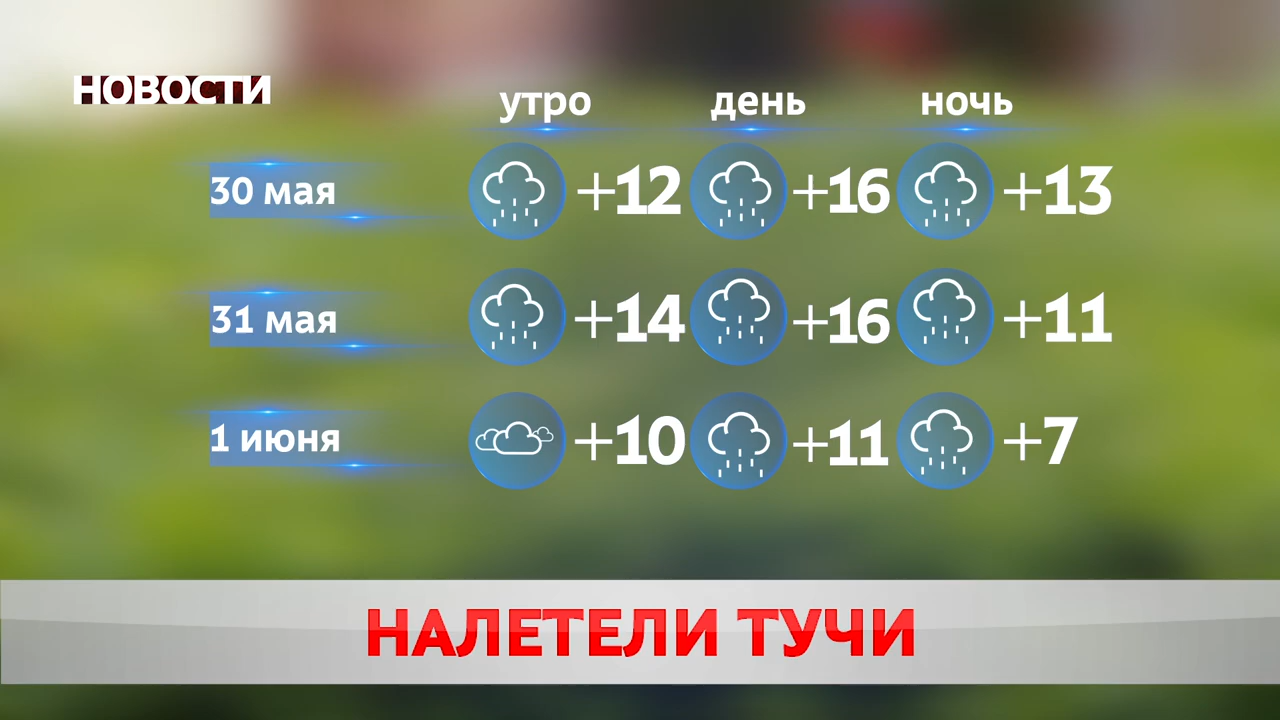 НОВОСТИ
утро день ночь
30 мая +12 +16 +13
31 мая +14 +16 +11
1 июня +10 +11 +7
НАЛЕТЕЛИ ТУЧИ